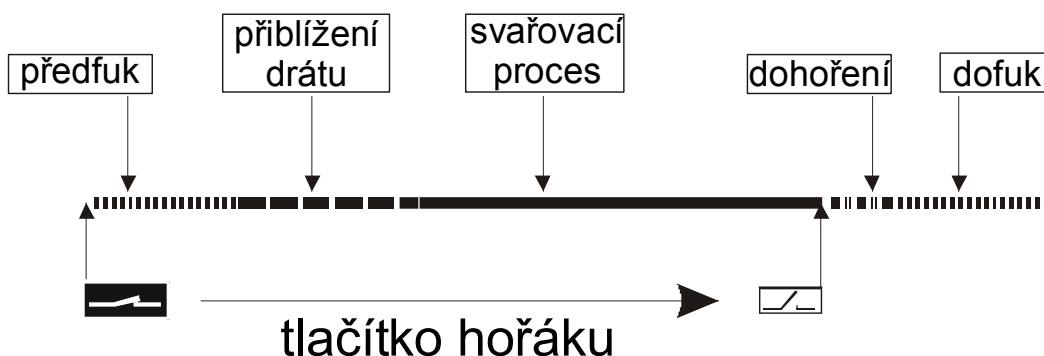 předfuk
přiblížení
drátu
svařovací
proces
dohoření
dofuk
tlačítko hořáku